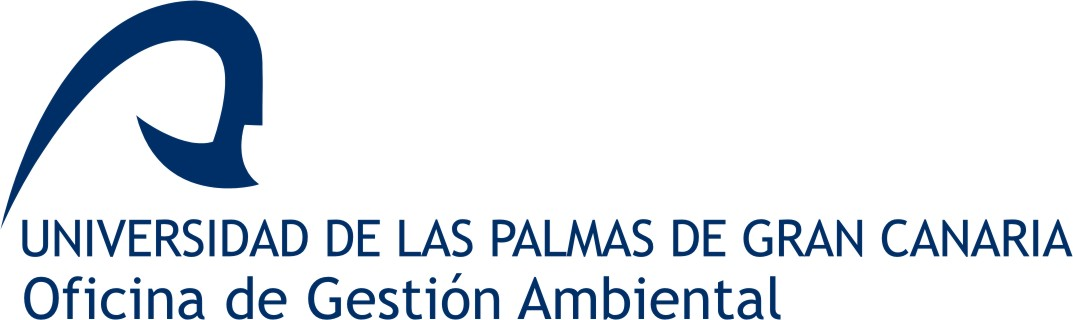 UNIVERSIDAD DE LAS PALMAS DE GRAN CANARIA
Oficina de Gestión Ambiental